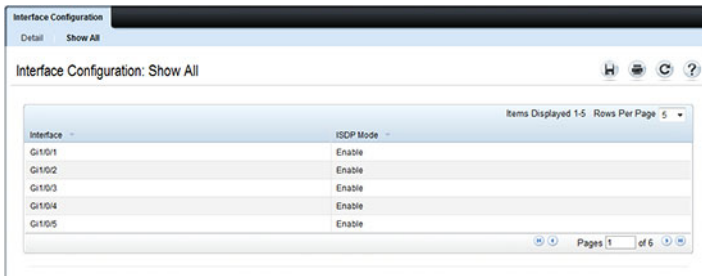 Interface Configuration
Detail Show All
Interface Configuration: Show All
Items Displayed 1-5 Rows Per Page 5
Interface ISDP Mode
Gi1/0/1 Enable
Gi1/0/2 Enable
Gi1/0/3 Enable
Gi1/0/4 Enable
Gi1/0/5 Enable
Pages 1 of 6